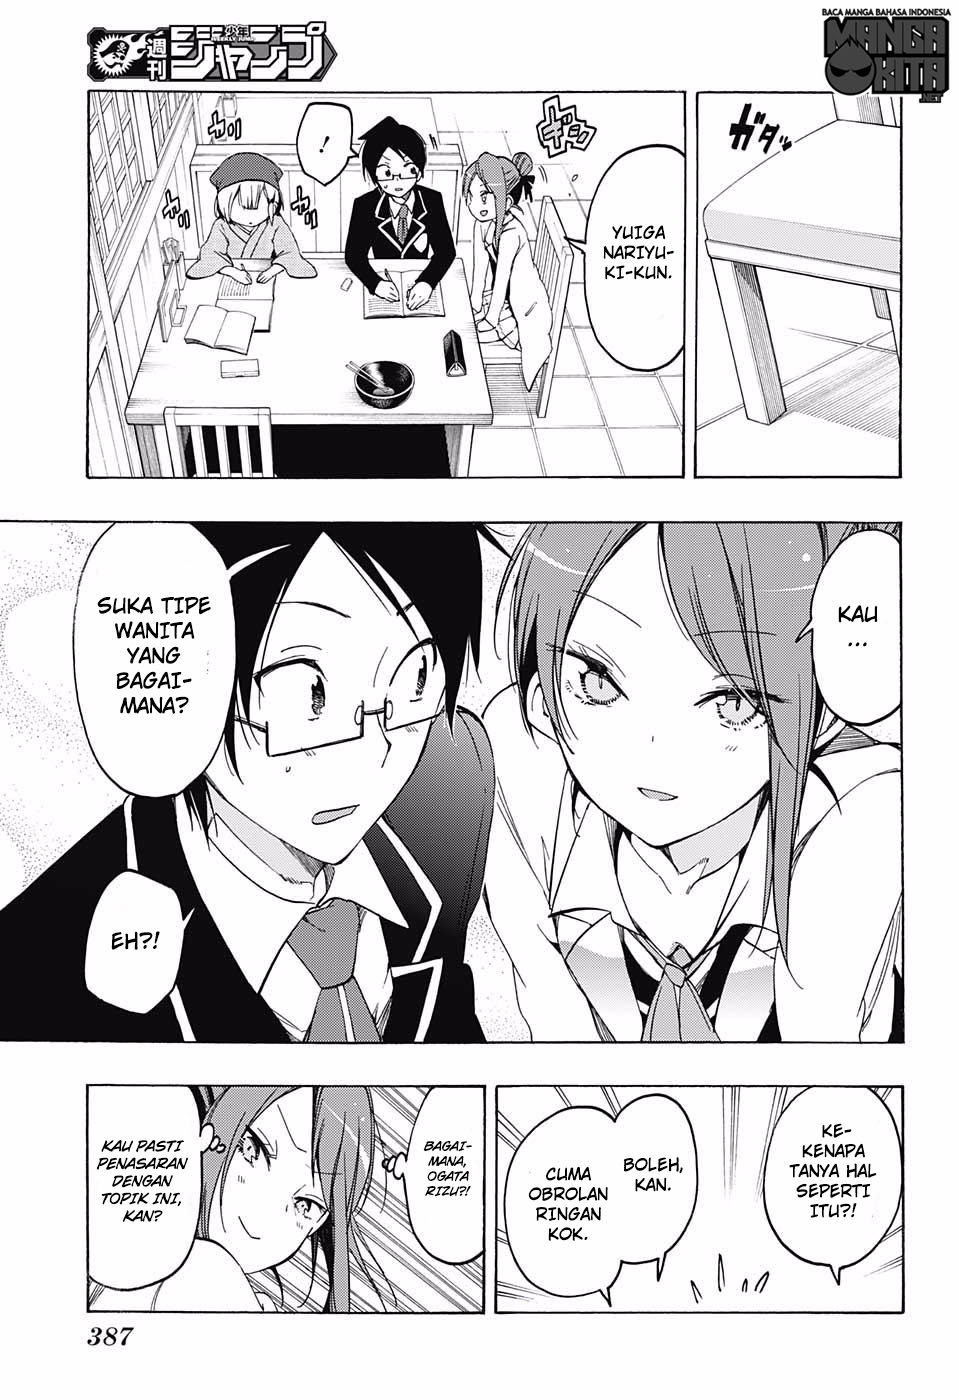 BACA MANGA BAHASA INDONESIA
MANGA
KITA
.NET
週刊
少年
ジャンプ
ガタッ
YUIGA
NARIYU-
KI-KUN.
!
KAU
...
SUKA TIPE
WANITA
YANG
BAGAI-
MANA?
EH?!
KE-
KENAPA
TANYA HAL
SEPERTI
ITU?!
BOLEH,
KAN.
CUMA
OBROLAN
RINGAN
KOK.
BAGAI-
MANA,
OGATA
RIZU?!
KAU PASTI
PENASARAN
DENGAN
TOPIK INI,
KAN?
387